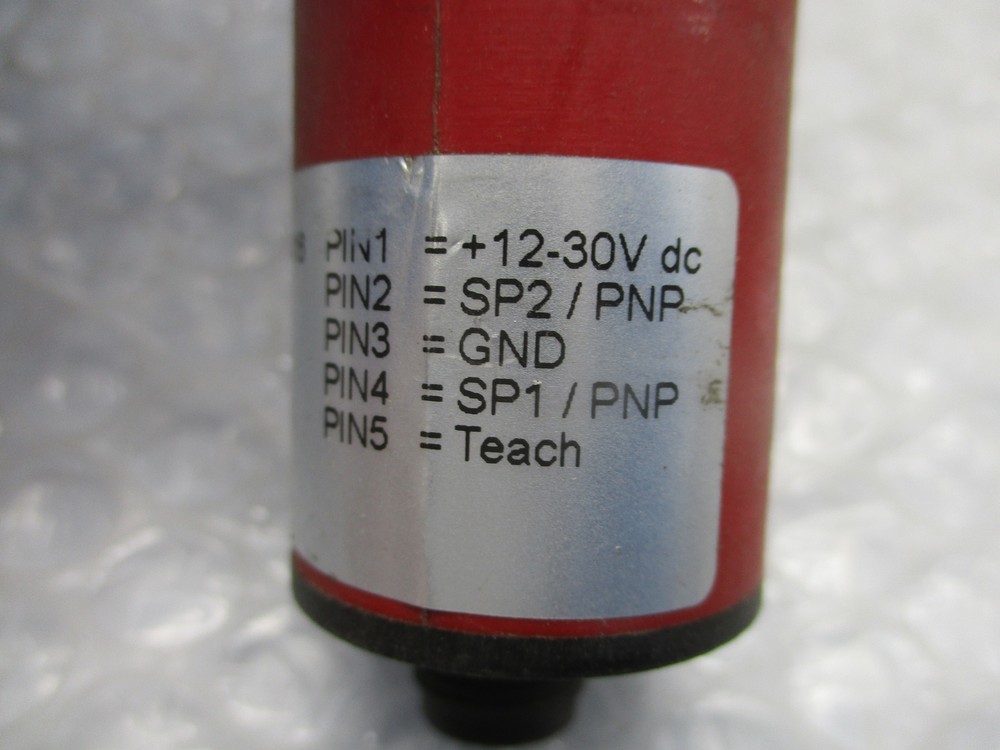 PIN1 = +12-30V dc
PIN2 = SP2 / PNP
PIN3 = GND
PIN4 = SP1 / PNP
PIN5 = Teach